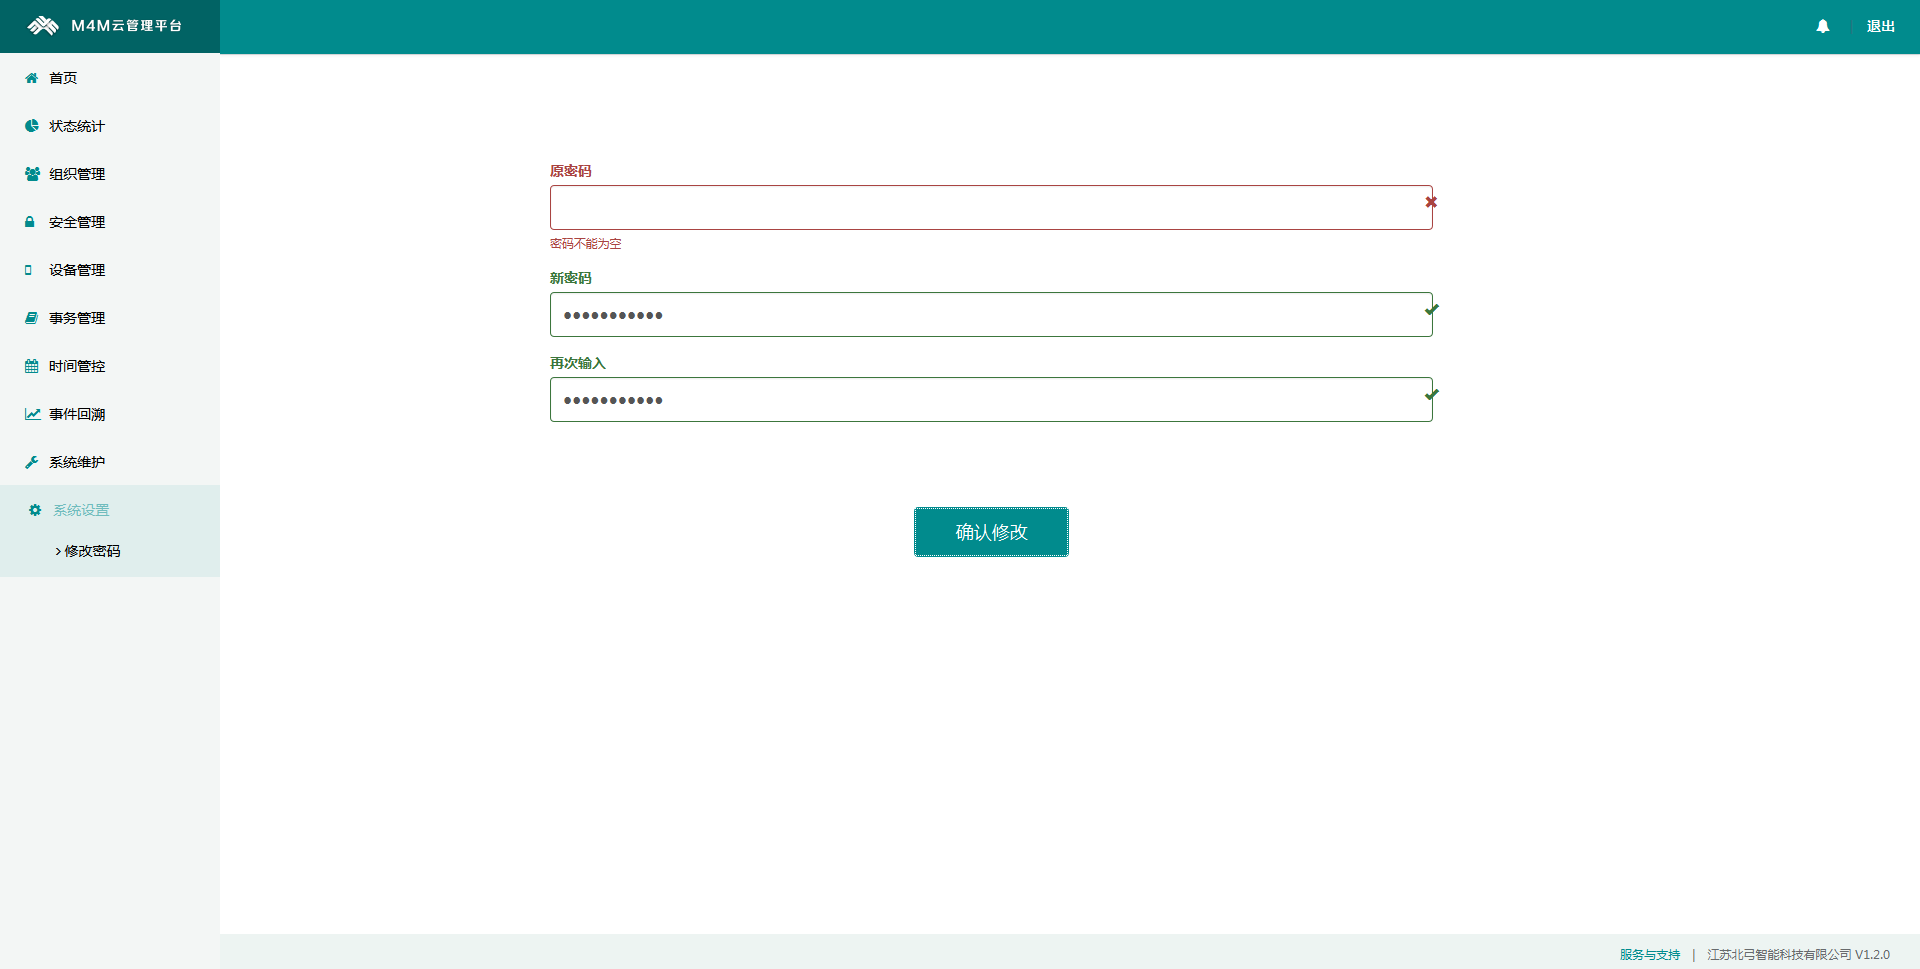 M4M云管理平台
退出
首页
状态统计
组织管理
安全管理
设备管理
事务管理
时间管控
事件回溯
系统维护
系统设置
修改密码
原密码
密码不能为空
新密码
•••••••••••
再次输入
•••••••••••
确认修改
服务与支持 | 江苏北弓智能科技有限公司 V1.2.0